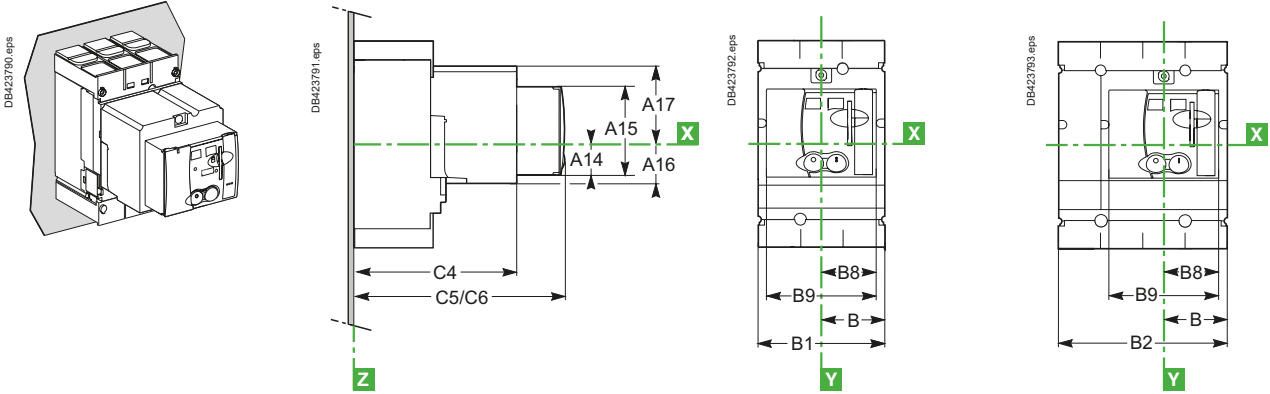 DB423790.eps
DB423791.eps
A17
A15
X
A14
A16
C4
C5/C6
Z
DB423792.eps
X
B8
B9
B
B1
Y
DB423793.eps
X
B8
B9
B
B2
Y